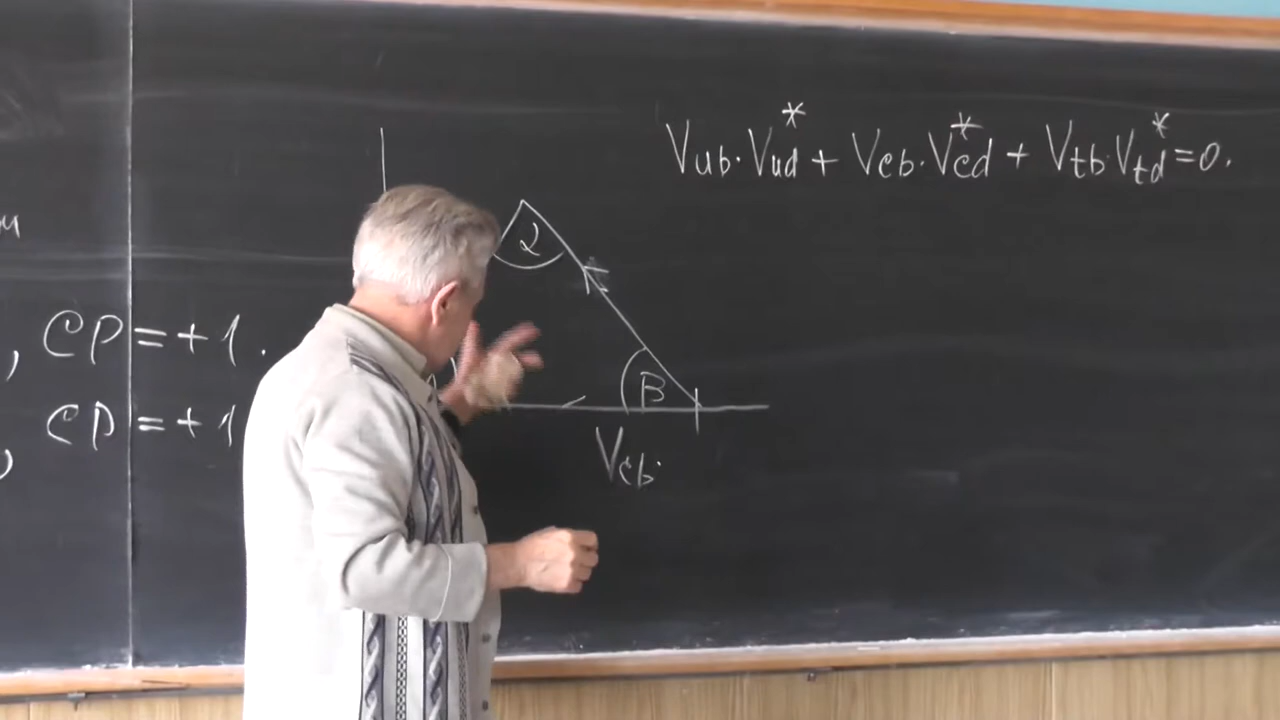 Vub · Vud* + Vcb · Vcd* + Vtb · Vtd* = 0.
α
, CP = +1.
β
, CP = +1
Vcb ·